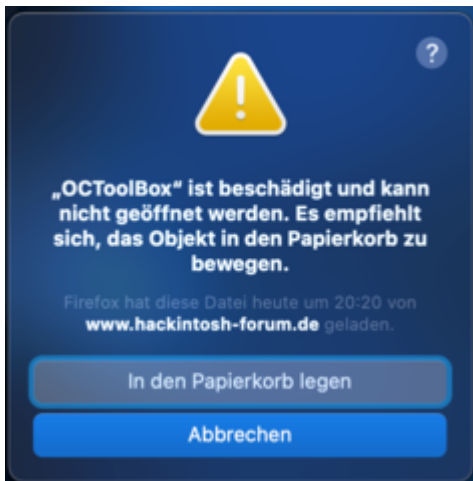 ?
„OCToolBox“ ist beschädigt und kann
nicht geöffnet werden. Es empfiehlt
sich, das Objekt in den Papierkorb zu
bewegen.
Firefox hat diese Datei heute um 20:20 von
www.hackintosh-forum.de geladen.
In den Papierkorb legen
Abbrechen